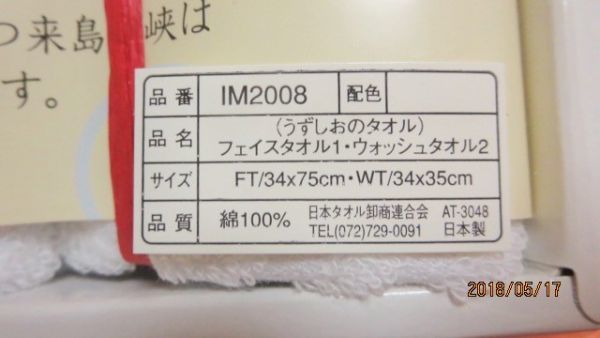 つ来島 峡は
す。
品番 IM2008 配色
品名 (うずしおのタオル)
フェイスタオル1・ウォッシュタオル2
サイズ FT/34x75cm・WT/34x35cm
品質 綿100% 日本タオル卸商連合会 AT-3048
TEL(072)729-0091 日本製
2018/05/17